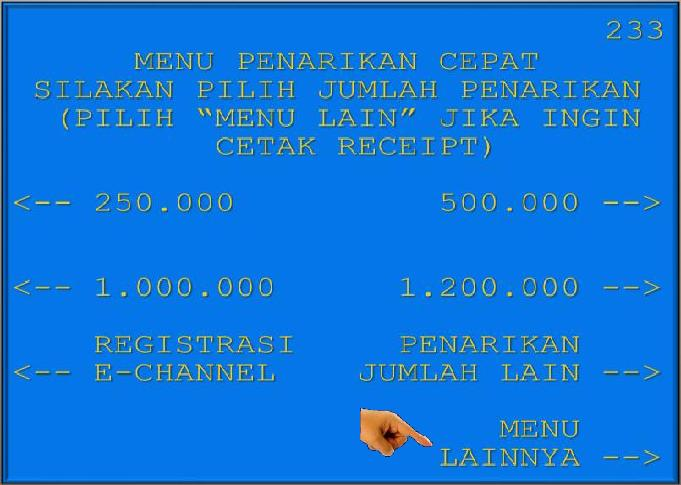 233
MENU PENARIKAN CEPAT
SILAKAN PILIH JUMLAH PENARIKAN
(PILIH “MENU LAIN” JIKA INGIN
CETAK RECEIPT)
<-- 250.000 500.000 -->
<-- 1.000.000 1.200.000 -->
REGISTRASI PENARIKAN
<-- E-CHANNEL JUMLAH LAIN -->
MENU
LAINNYA -->